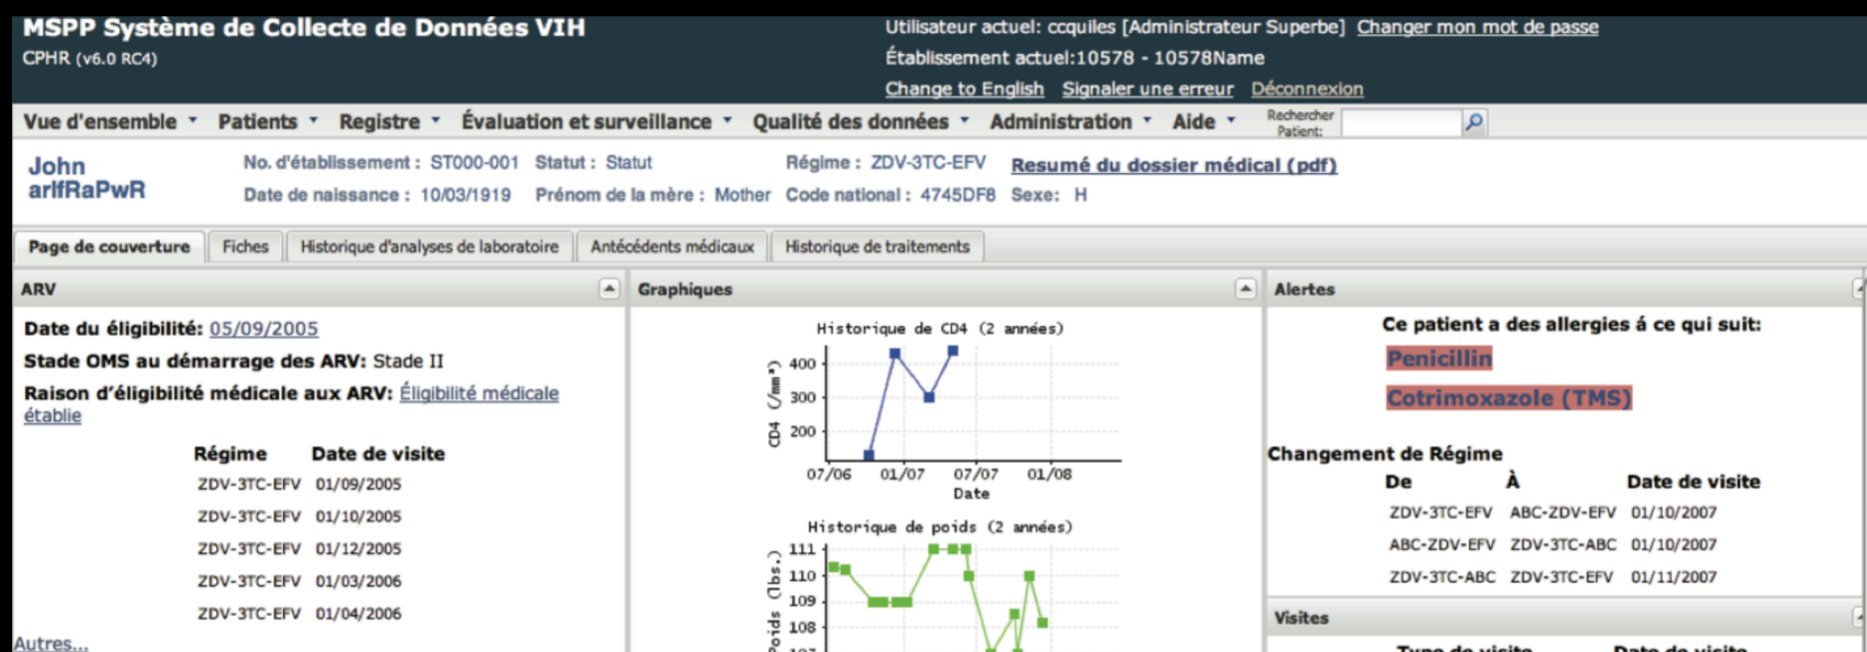 MSPP Système de Collecte de Données VIH
CPHR (v6.0 RC4)
Utilisateur actuel: ccquiles [Administrateur Superbe] Changer mon mot de passe
Établissement actuel:10578 - 10578Name
Change to English Signaler une erreur Déconnexion
Vue d'ensemble Patients Registre Évaluation et surveillance Qualité des données Administration Aide Rechercher Patient:
John
arlfRaPwR
No. d'établissement : ST000-001 Statut : Statut Régime : ZDV-3TC-EFV Resumé du dossier médical (pdf)
Date de naissance : 10/03/1919 Prénom de la mère : Mother Code national : 4745DF8 Sexe: H
Page de couverture Fiches Historique d'analyses de laboratoire Antécédents médicaux Historique de traitements
ARV
Date du éligibilité: 05/09/2005
Stade OMS au démarrage des ARV: Stade II
Raison d'éligibilité médicale aux ARV: Éligibilité médicale
établie
Régime Date de visite
ZDV-3TC-EFV 01/09/2005
ZDV-3TC-EFV 01/10/2005
ZDV-3TC-EFV 01/12/2005
ZDV-3TC-EFV 01/03/2006
ZDV-3TC-EFV 01/04/2006
Autres...
Graphiques
Historique de CD4 (2 années)
CD4 (/mm³)
400
300
200
07/06 01/07 07/07 01/08
Date
Historique de poids (2 années)
Poids (lbs.)
111
110
109
108
107
Alertes
Ce patient a des allergies á ce qui suit:
Penicillin
Cotrimoxazole (TMS)
Changement de Régime
De À Date de visite
ZDV-3TC-EFV ABC-ZDV-EFV 01/10/2007
ABC-ZDV-EFV ZDV-3TC-ABC 01/10/2007
ZDV-3TC-ABC ZDV-3TC-EFV 01/11/2007
Visites
Type de visite Date de visite